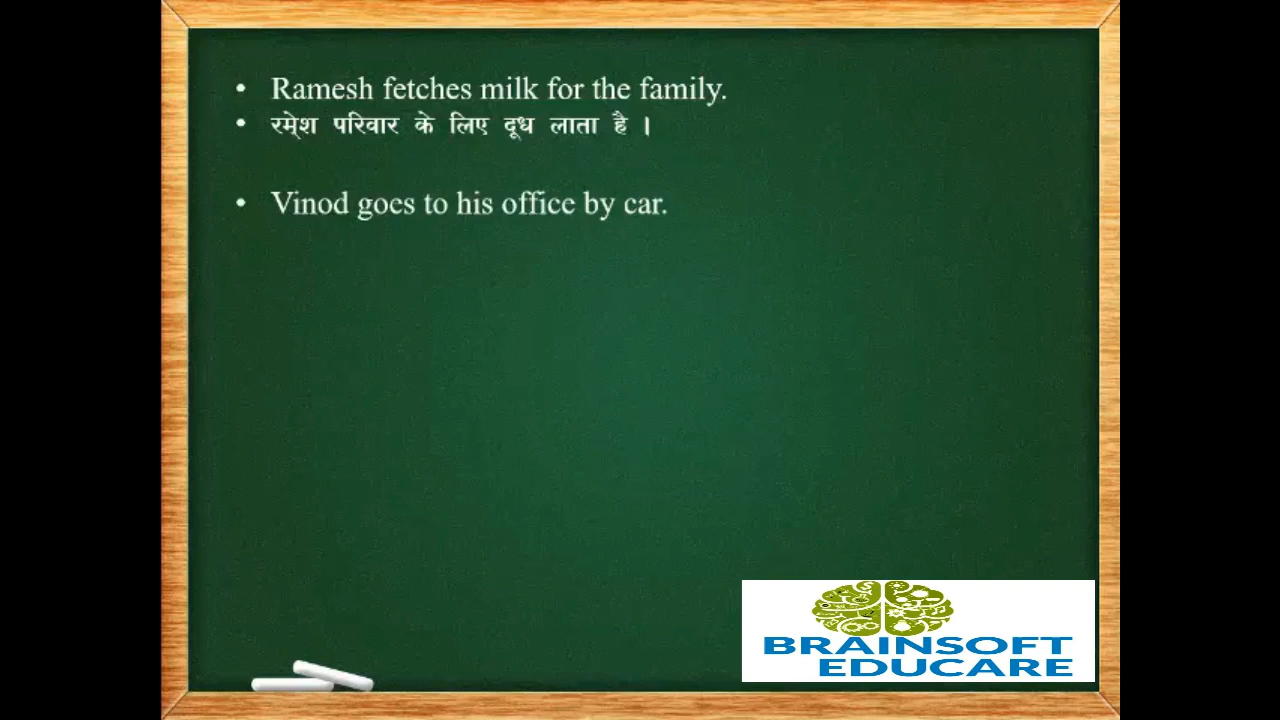 • Ramesh fetches milk for the family.
• रमे्श परिवार के लिए दूध लाता है ।
• Vinod goes to his office by car.
BRAINSOFT
EDUCARE